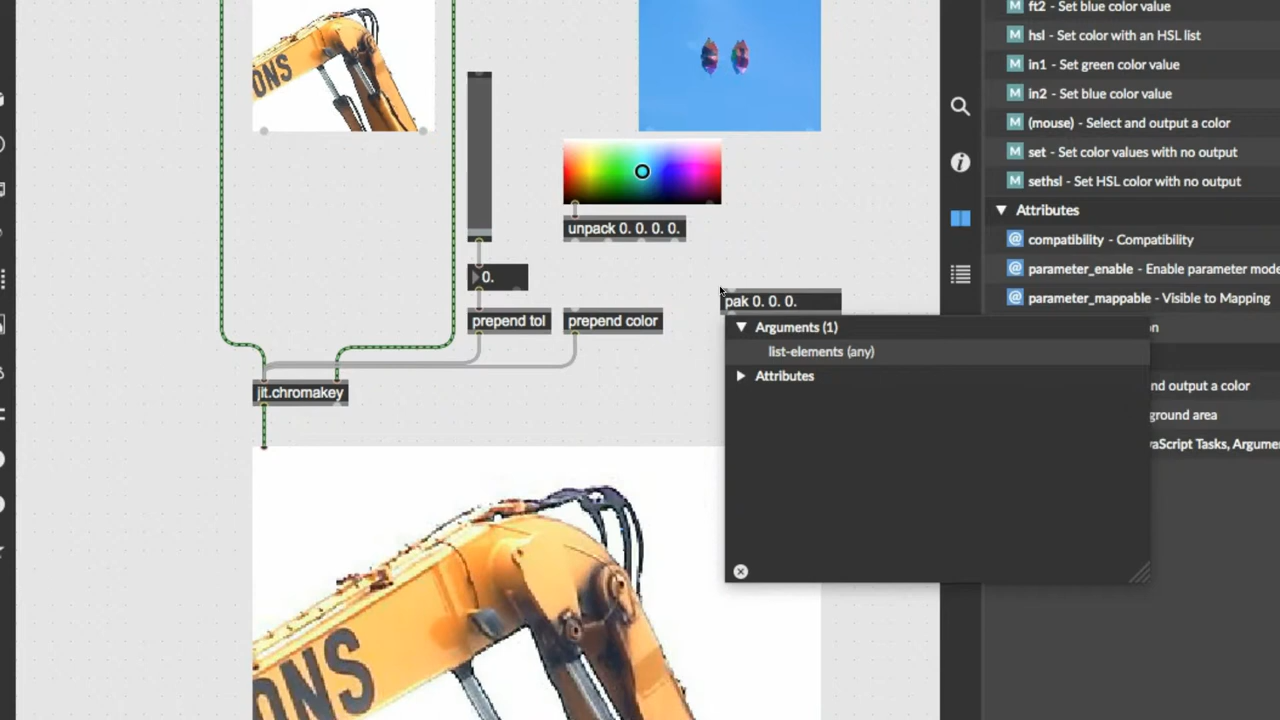 ONS
ft2 - Set blue color value
hsl - Set color with an HSL list
in1 - Set green color value
in2 - Set blue color value
(mouse) - Select and output a color
set - Set color values with no output
sethsl - Set HSL color with no output
Attributes
compatibility - Compatibility
parameter_enable - Enable parameter mode
parameter_mappable - Visible to Mapping
on
nd output a color
ground area
vaScript Tasks, Argumen
unpack 0. 0. 0. 0.
0.
prepend tol
prepend color
pak 0. 0. 0.
Arguments (1)
list-elements (any)
Attributes
jit.chromakey
ONS